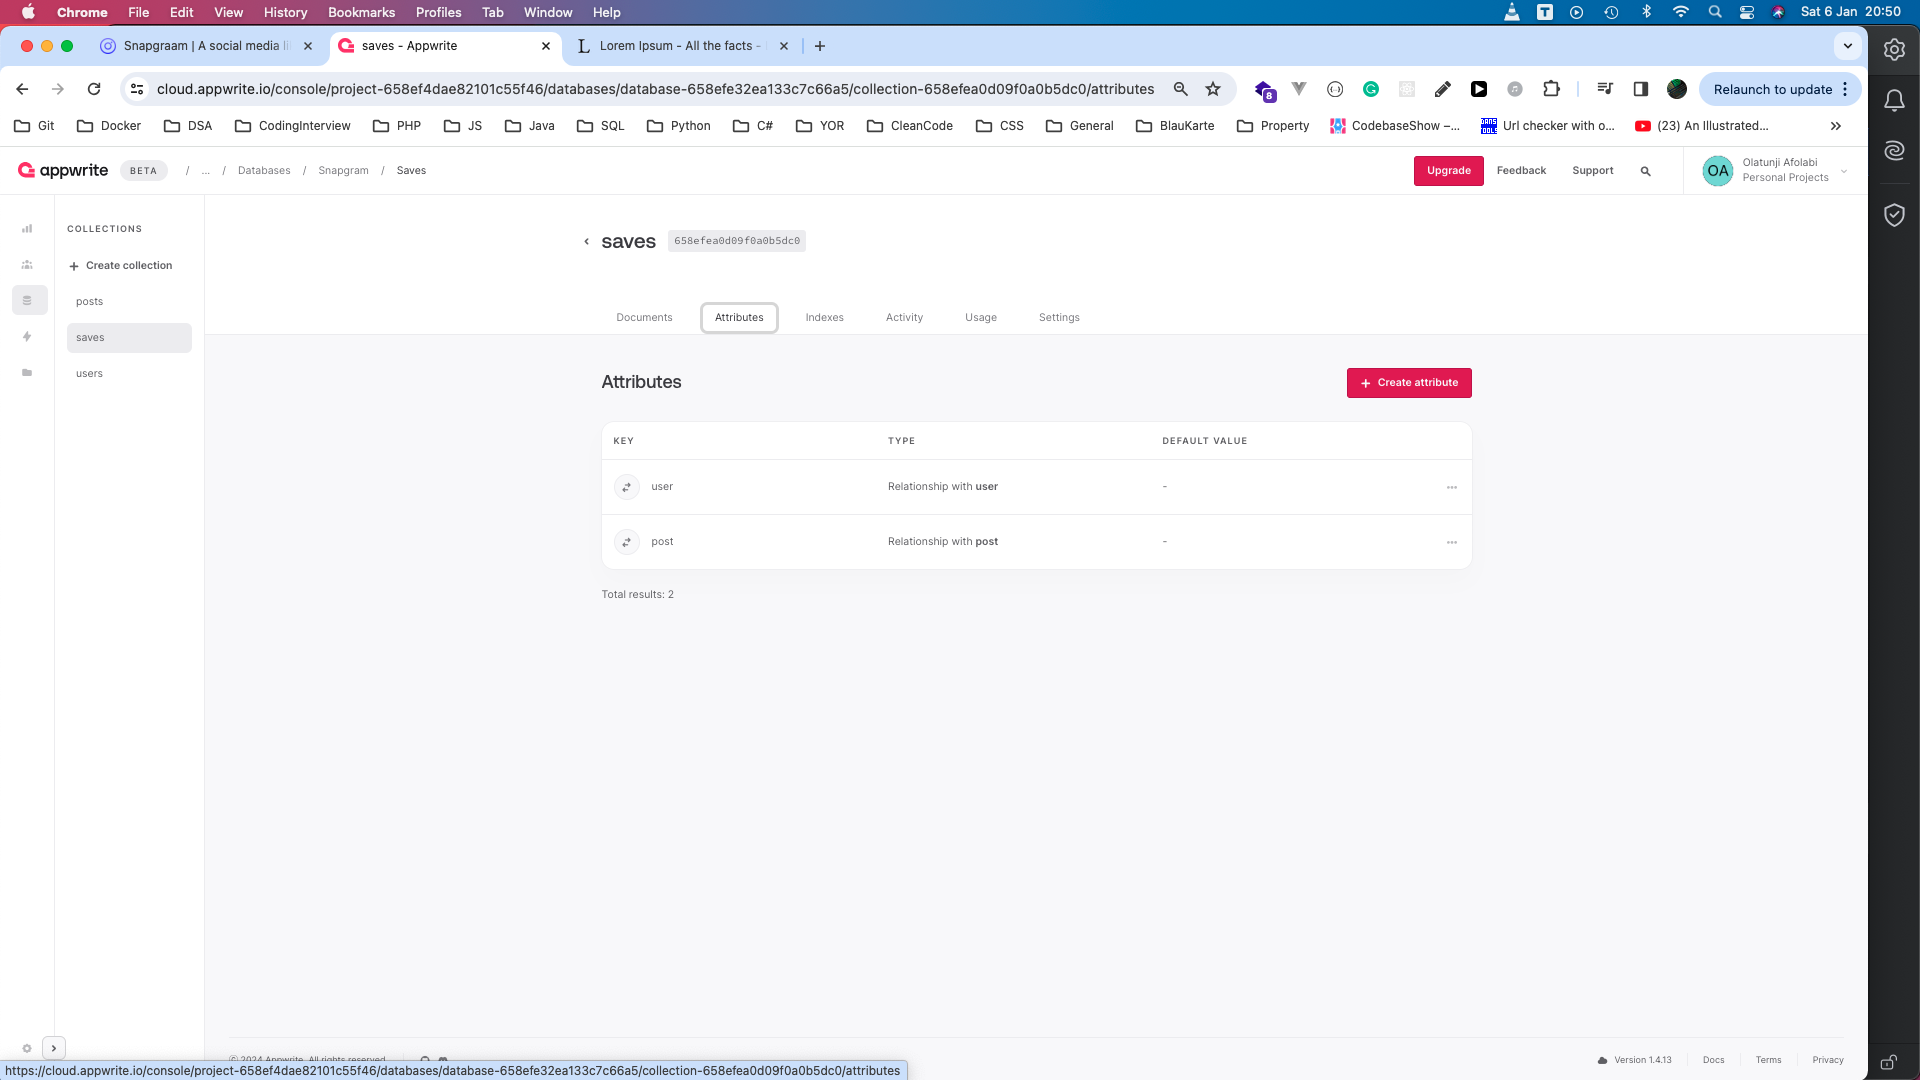 Chrome File Edit View History Bookmarks Profiles Tab Window Help Sat 6 Jan 20:50
Snapgraam | A social media li
saves - Appwrite
Lorem Ipsum - All the facts -
cloud.appwrite.io/console/project-658ef4dae82101c55f46/databases/database-658efe32ea133c7c66a5/collection-658efea0d09f0a0b5dc0/attributes
8
Relaunch to update
Git Docker DSA CodingInterview PHP JS Java SQL Python C# YOR CleanCode CSS General BlauKarte Property CodebaseShow –... Url checker with o... (23) An Illustrated...
appwrite BETA / ... / Databases / Snapgram / Saves
Upgrade Feedback Support
OA Olatunji Afolabi
Personal Projects
COLLECTIONS
Create collection
posts
saves
users
saves 658efea0d09f0a0b5dc0
Documents Attributes Indexes Activity Usage Settings
Attributes
+ Create attribute
KEY TYPE DEFAULT VALUE
user Relationship with user -
post Relationship with post -
Total results: 2
© 2024 Appwrite. All rights reserved.
Version 1.4.13 Docs Terms Privacy
https://cloud.appwrite.io/console/project-658ef4dae82101c55f46/databases/database-658efe32ea133c7c66a5/collection-658efea0d09f0a0b5dc0/attributes